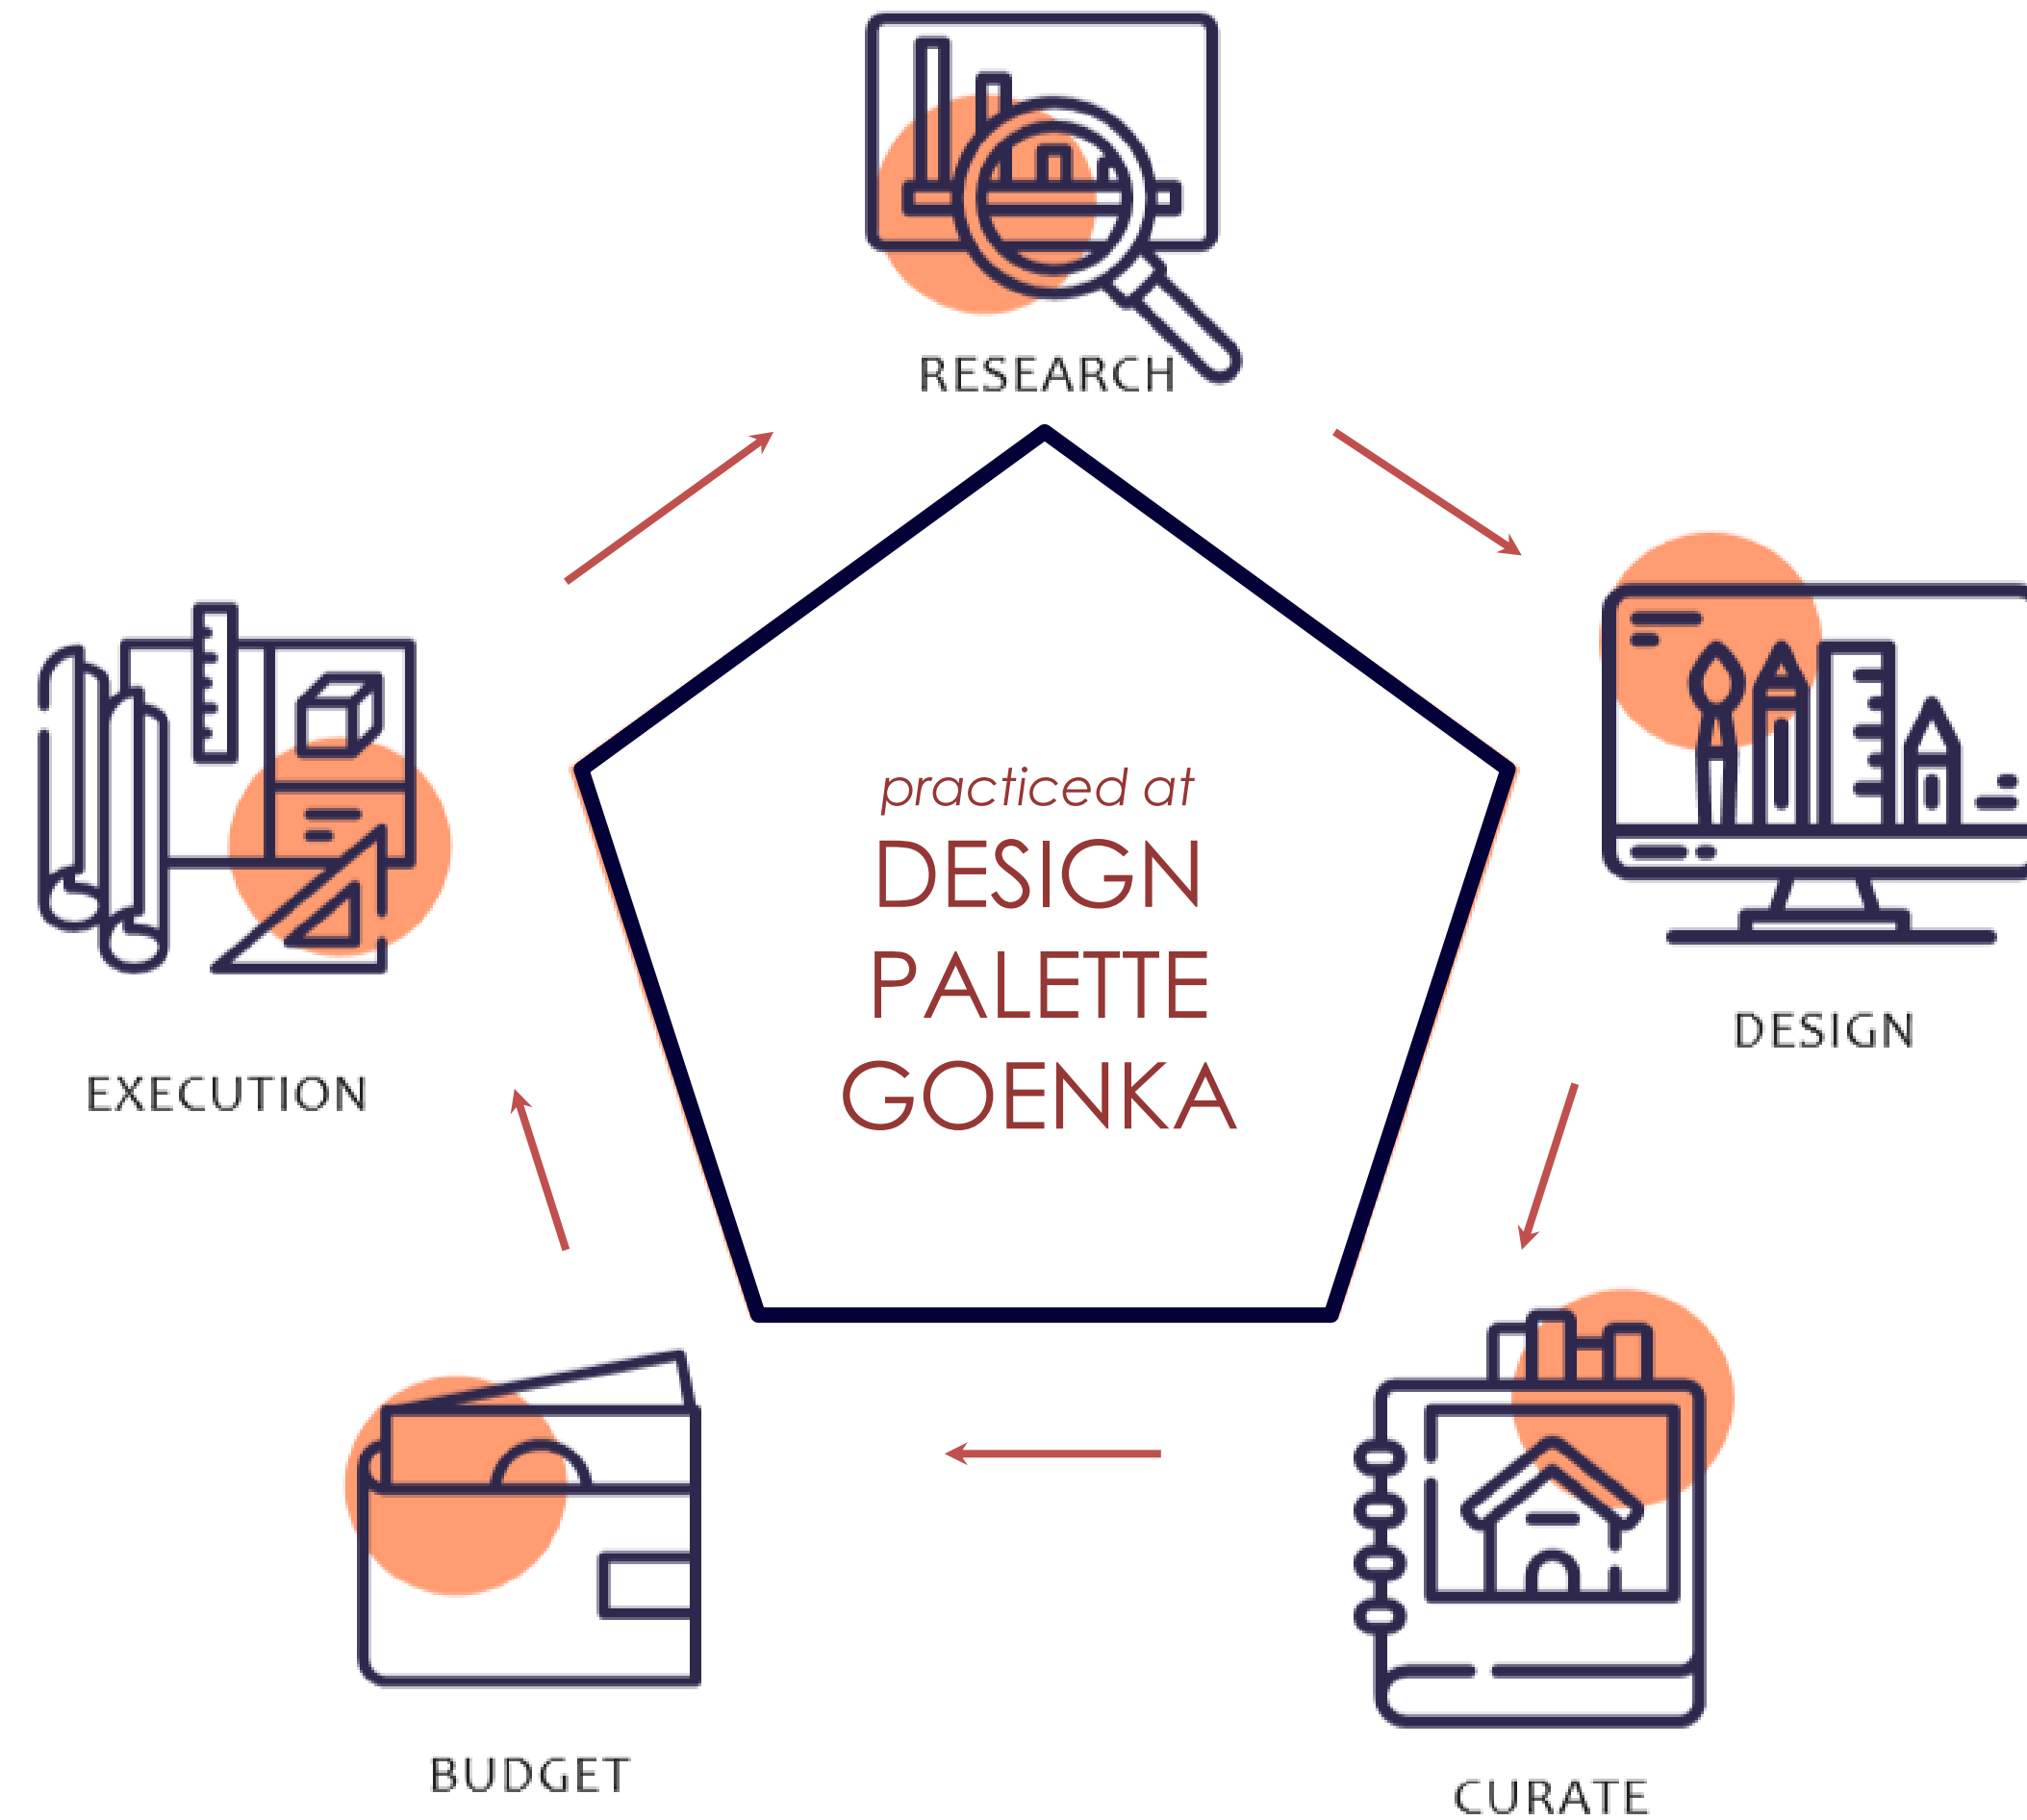 RESEARCH
practiced at
DESIGN
PALETTE
GOENKA
DESIGN
EXECUTION
BUDGET
CURATE